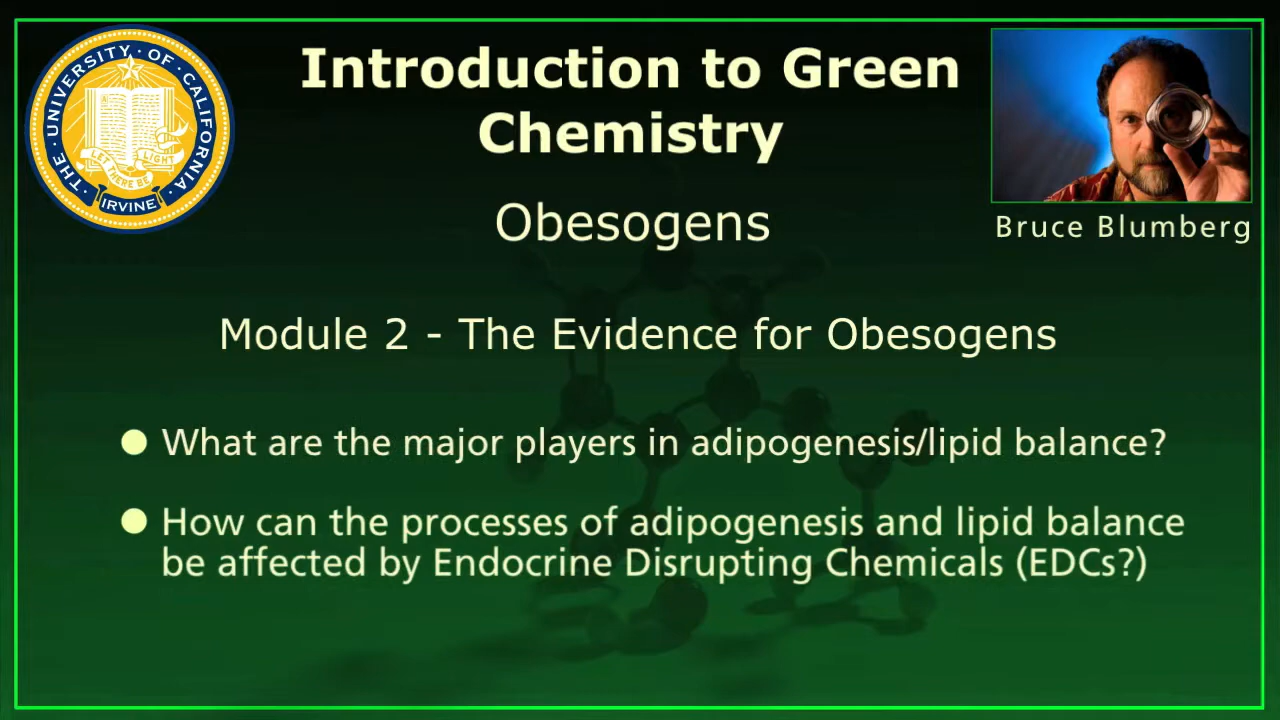 THE · UNIVERSITY · OF · CALIFORNIA ·
LET THERE BE LIGHT
IRVINE
Introduction to Green
Chemistry
Obesogens
Bruce Blumberg
Module 2 - The Evidence for Obesogens
● What are the major players in adipogenesis/lipid balance?
● How can the processes of adipogenesis and lipid balance
be affected by Endocrine Disrupting Chemicals (EDCs?)